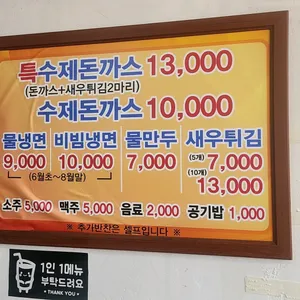 특수제돈까스 13,000
(돈까스+새우튀김2마리)
수제돈까스 10,000
물냉면 비빔냉면 물만두 새우튀김
9,000 10,000 7,000 (5개) 7,000
(6월초~8월말) (10개) 13,000
소주 5,000 맥주 5,000 음료 2,000 공기밥 1,000
※ 추가반찬은 셀프입니다 ※
1인 1메뉴
부탁드려요
THANK YOU